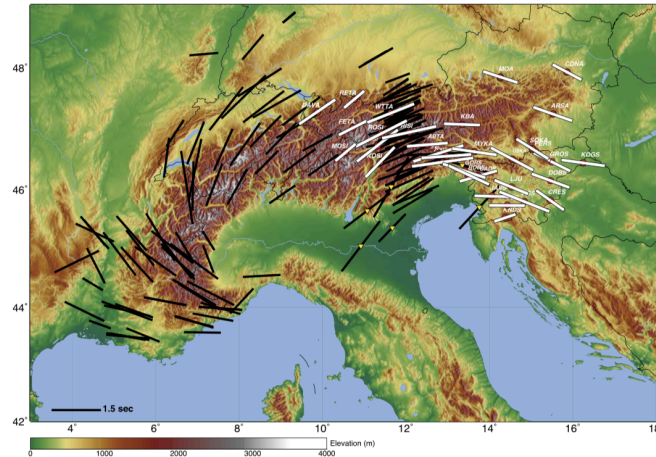 48°
46°
44°
42°
4°
6°
8°
10°
12°
14°
16°
18
MOA
CONA
ARSA
RETA
DAVA
WTTA
FETA
ROSI
RISI
KBA
ABTA
MOSI
KOSI
MYKA
GROS
KOGS
DOBS
LJU
CRES
1.5 sec
0
1000
2000
3000
4000
Elevation (m)